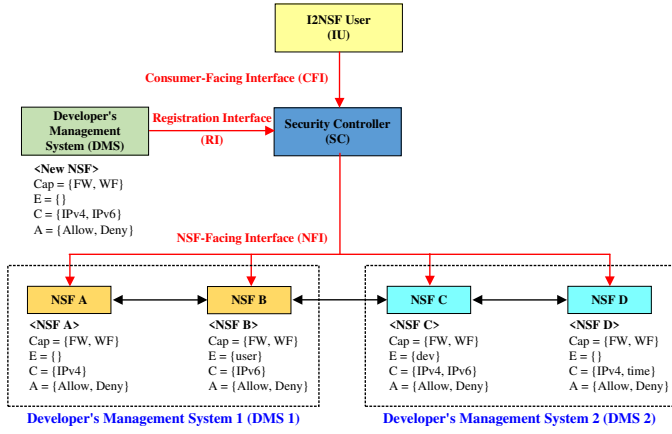 I2NSF User
(IU)
Consumer-Facing Interface (CFI)
Developer's
Management
System (DMS)
Registration Interface
(RI)
Security Controller
(SC)
<New NSF>
Cap = {FW, WF}
E = {}
C = {IPv4, IPv6}
A = {Allow, Deny}
NSF-Facing Interface (NFI)
NSF A
NSF B
NSF C
NSF D
<NSF A>
Cap = {FW, WF}
E = {}
C = {IPv4}
A = {Allow, Deny}
<NSF B>
Cap = {FW, WF}
E = {user}
C = {IPv6}
A = {Allow, Deny}
<NSF C>
Cap = {FW, WF}
E = {dev}
C = {IPv4, IPv6}
A = {Allow, Deny}
<NSF D>
Cap = {FW, WF}
E = {}
C = {IPv4, time}
A = {Allow, Deny}
Developer's Management System 1 (DMS 1)
Developer's Management System 2 (DMS 2)